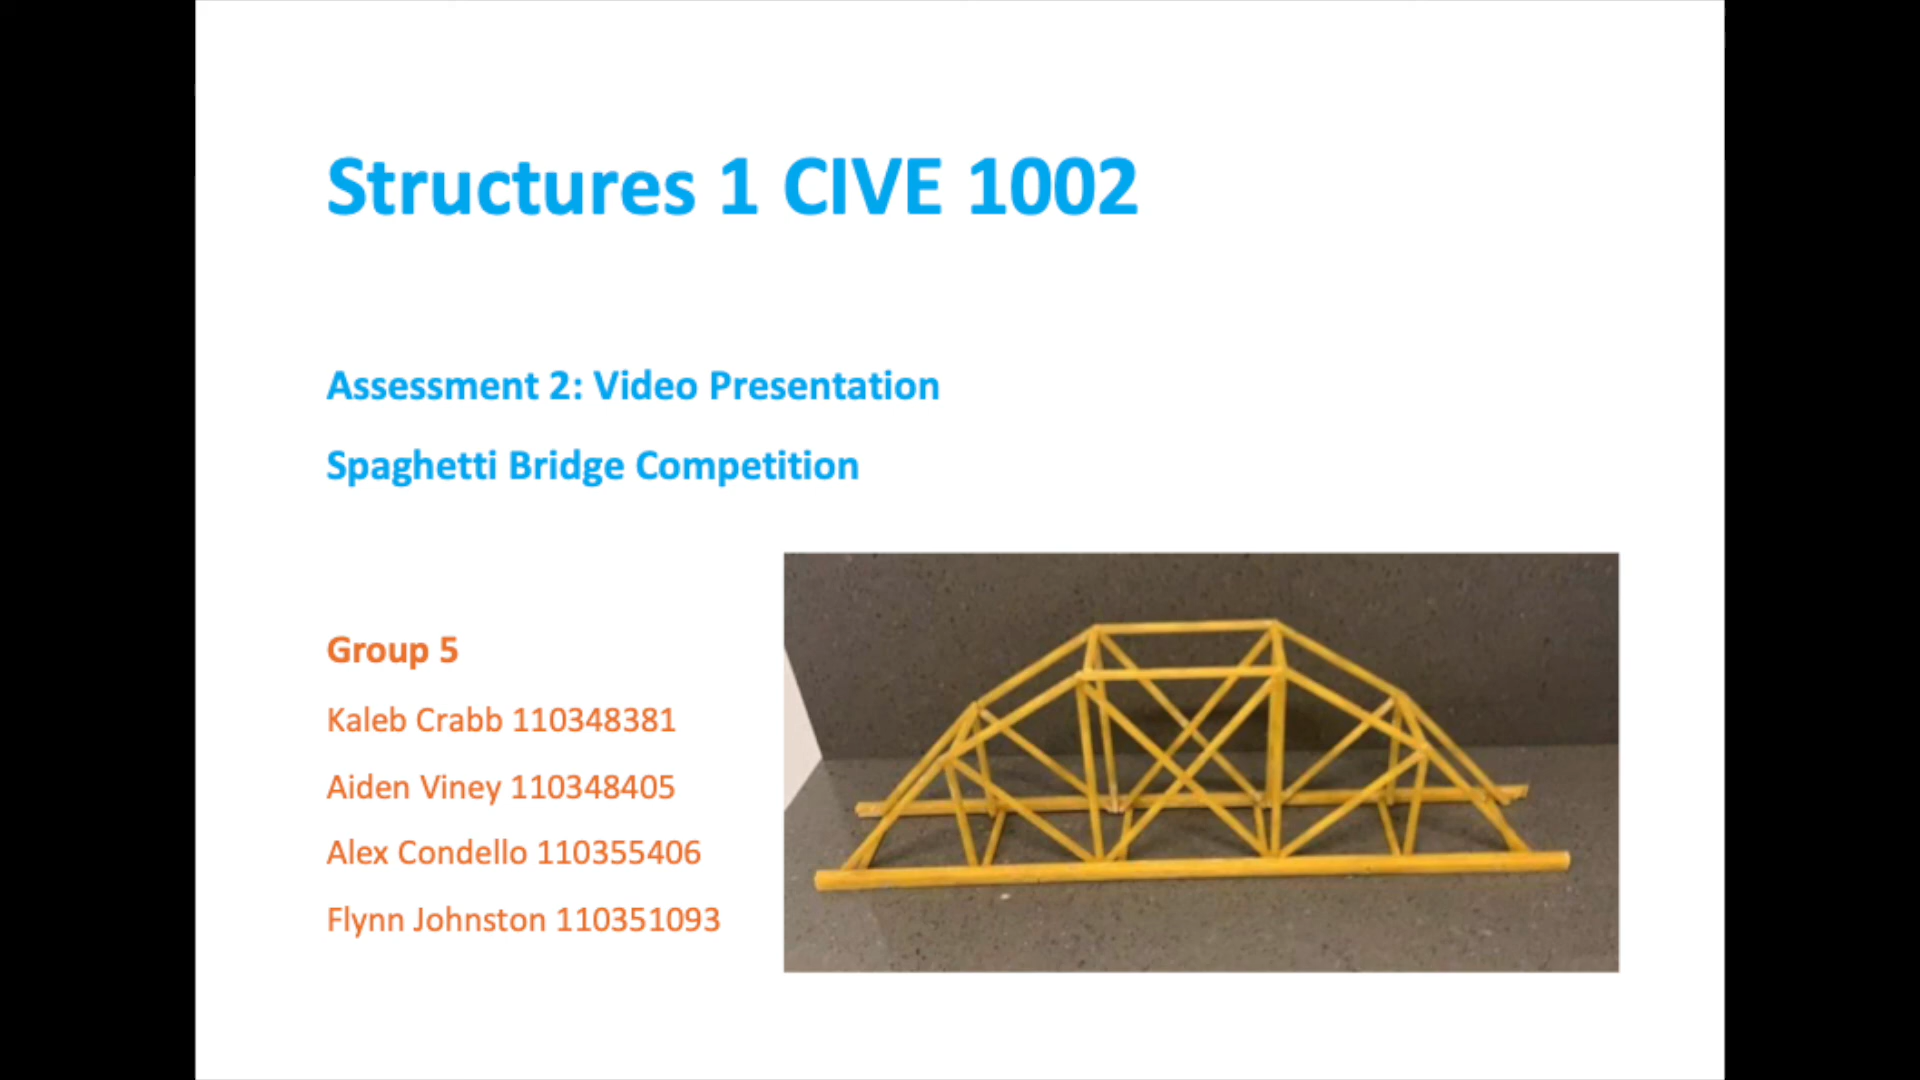 Structures 1 CIVE 1002
Assessment 2: Video Presentation
Spaghetti Bridge Competition
Group 5
Kaleb Crabb 110348381
Aiden Viney 110348405
Alex Condello 110355406
Flynn Johnston 110351093